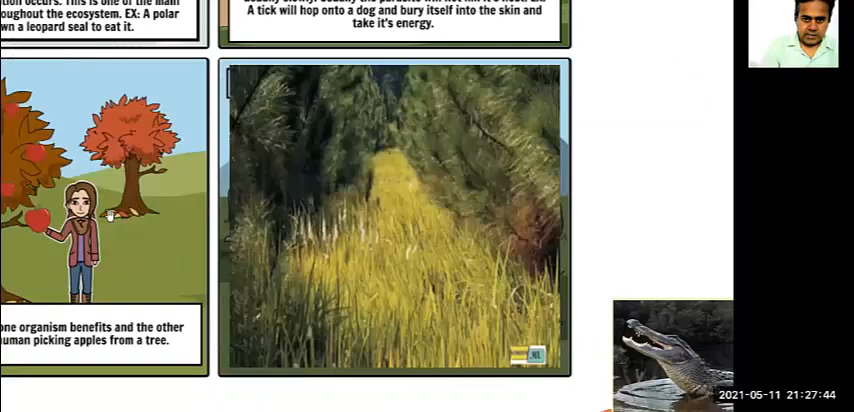 tion occurs. This is one of the main
oughout the ecosystem. EX: A polar
wn a leopard seal to eat it.
A tick will hop onto a dog and bury itself into the skin and
take it's energy.
one organism benefits and the other
uman picking apples from a tree.
2021-05-11 21:27:44